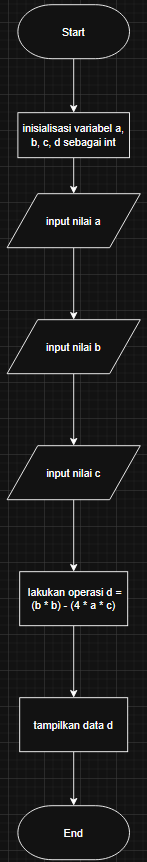 Start
inisialisasi variabel a,
b, c, d sebagai int
input nilai a
input nilai b
input nilai c
lakukan operasi d =
(b * b) - (4 * a * c)
tampilkan data d
End